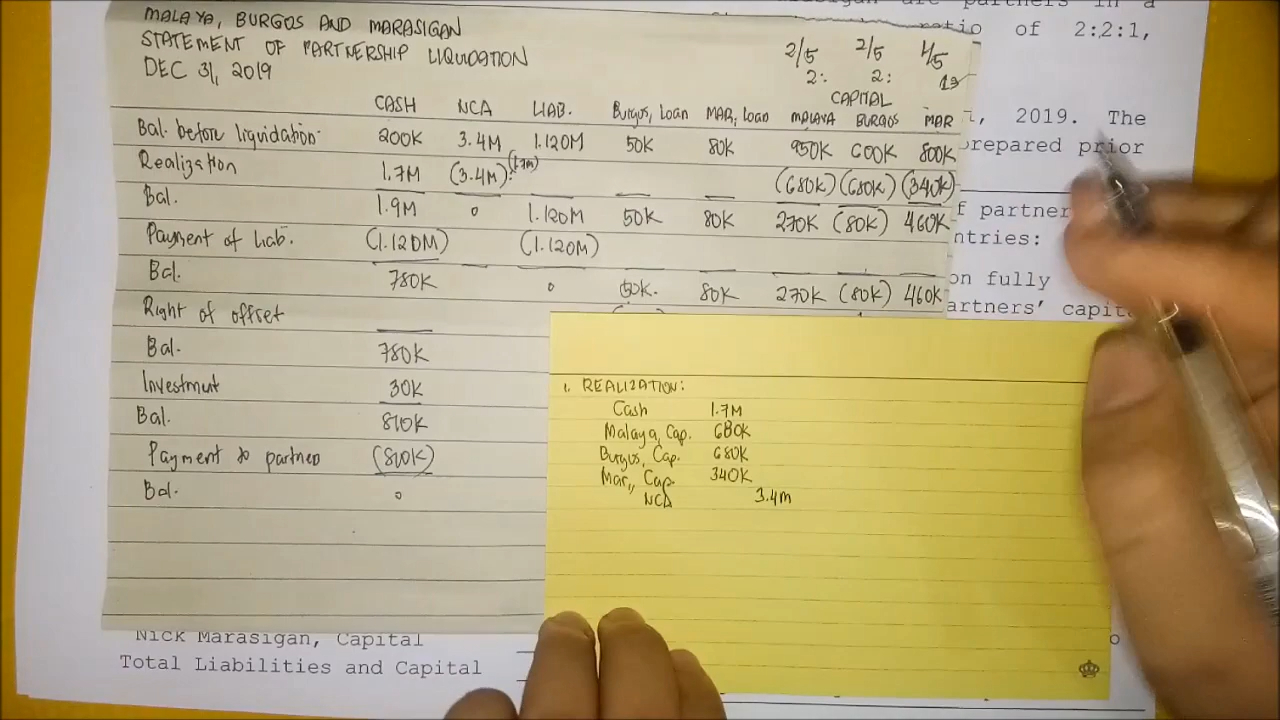 MALAYA, BURGOS AND MARASIGAN
STATEMENT OF PARTNERSHIP LIQUIDATION
DEC 31, 2019
2/5 2/5 1/5
2: 2: 1
CAPITAL
CASH NCA LIAB. Burgos, Loan MAR, Loan MALAYA BURGOS MAR
Bal. before liquidation 200K 3.4M 1.120M 50K 80K 950K 600K 800K
Realization 1.7M (3.4M) (1.7M) (680K) (680K) (340K)
Bal. 1.9M 0 1.120M 50K 80K 270K (80K) 460K
Payment of Liab. (1.120M) (1.120M)
Bal. 780K 0 50K. 80K 270K (80K) 460K
Right of offset
Bal. 780K
Investment 30K
Bal. 810K
Payment to partners (810K)
Bal. 0
1. REALIZATION:
Cash 1.7M
Malaya, Cap. 680K
Burgos, Cap. 680K
Mar., Cap. 340K
NCA 3.4m
ratio of 2:2:1,
2019. The
prepared prior
f partner
ntries:
on fully
artners' capit
Nick Marasigan, Capital
Total Liabilities and Capital